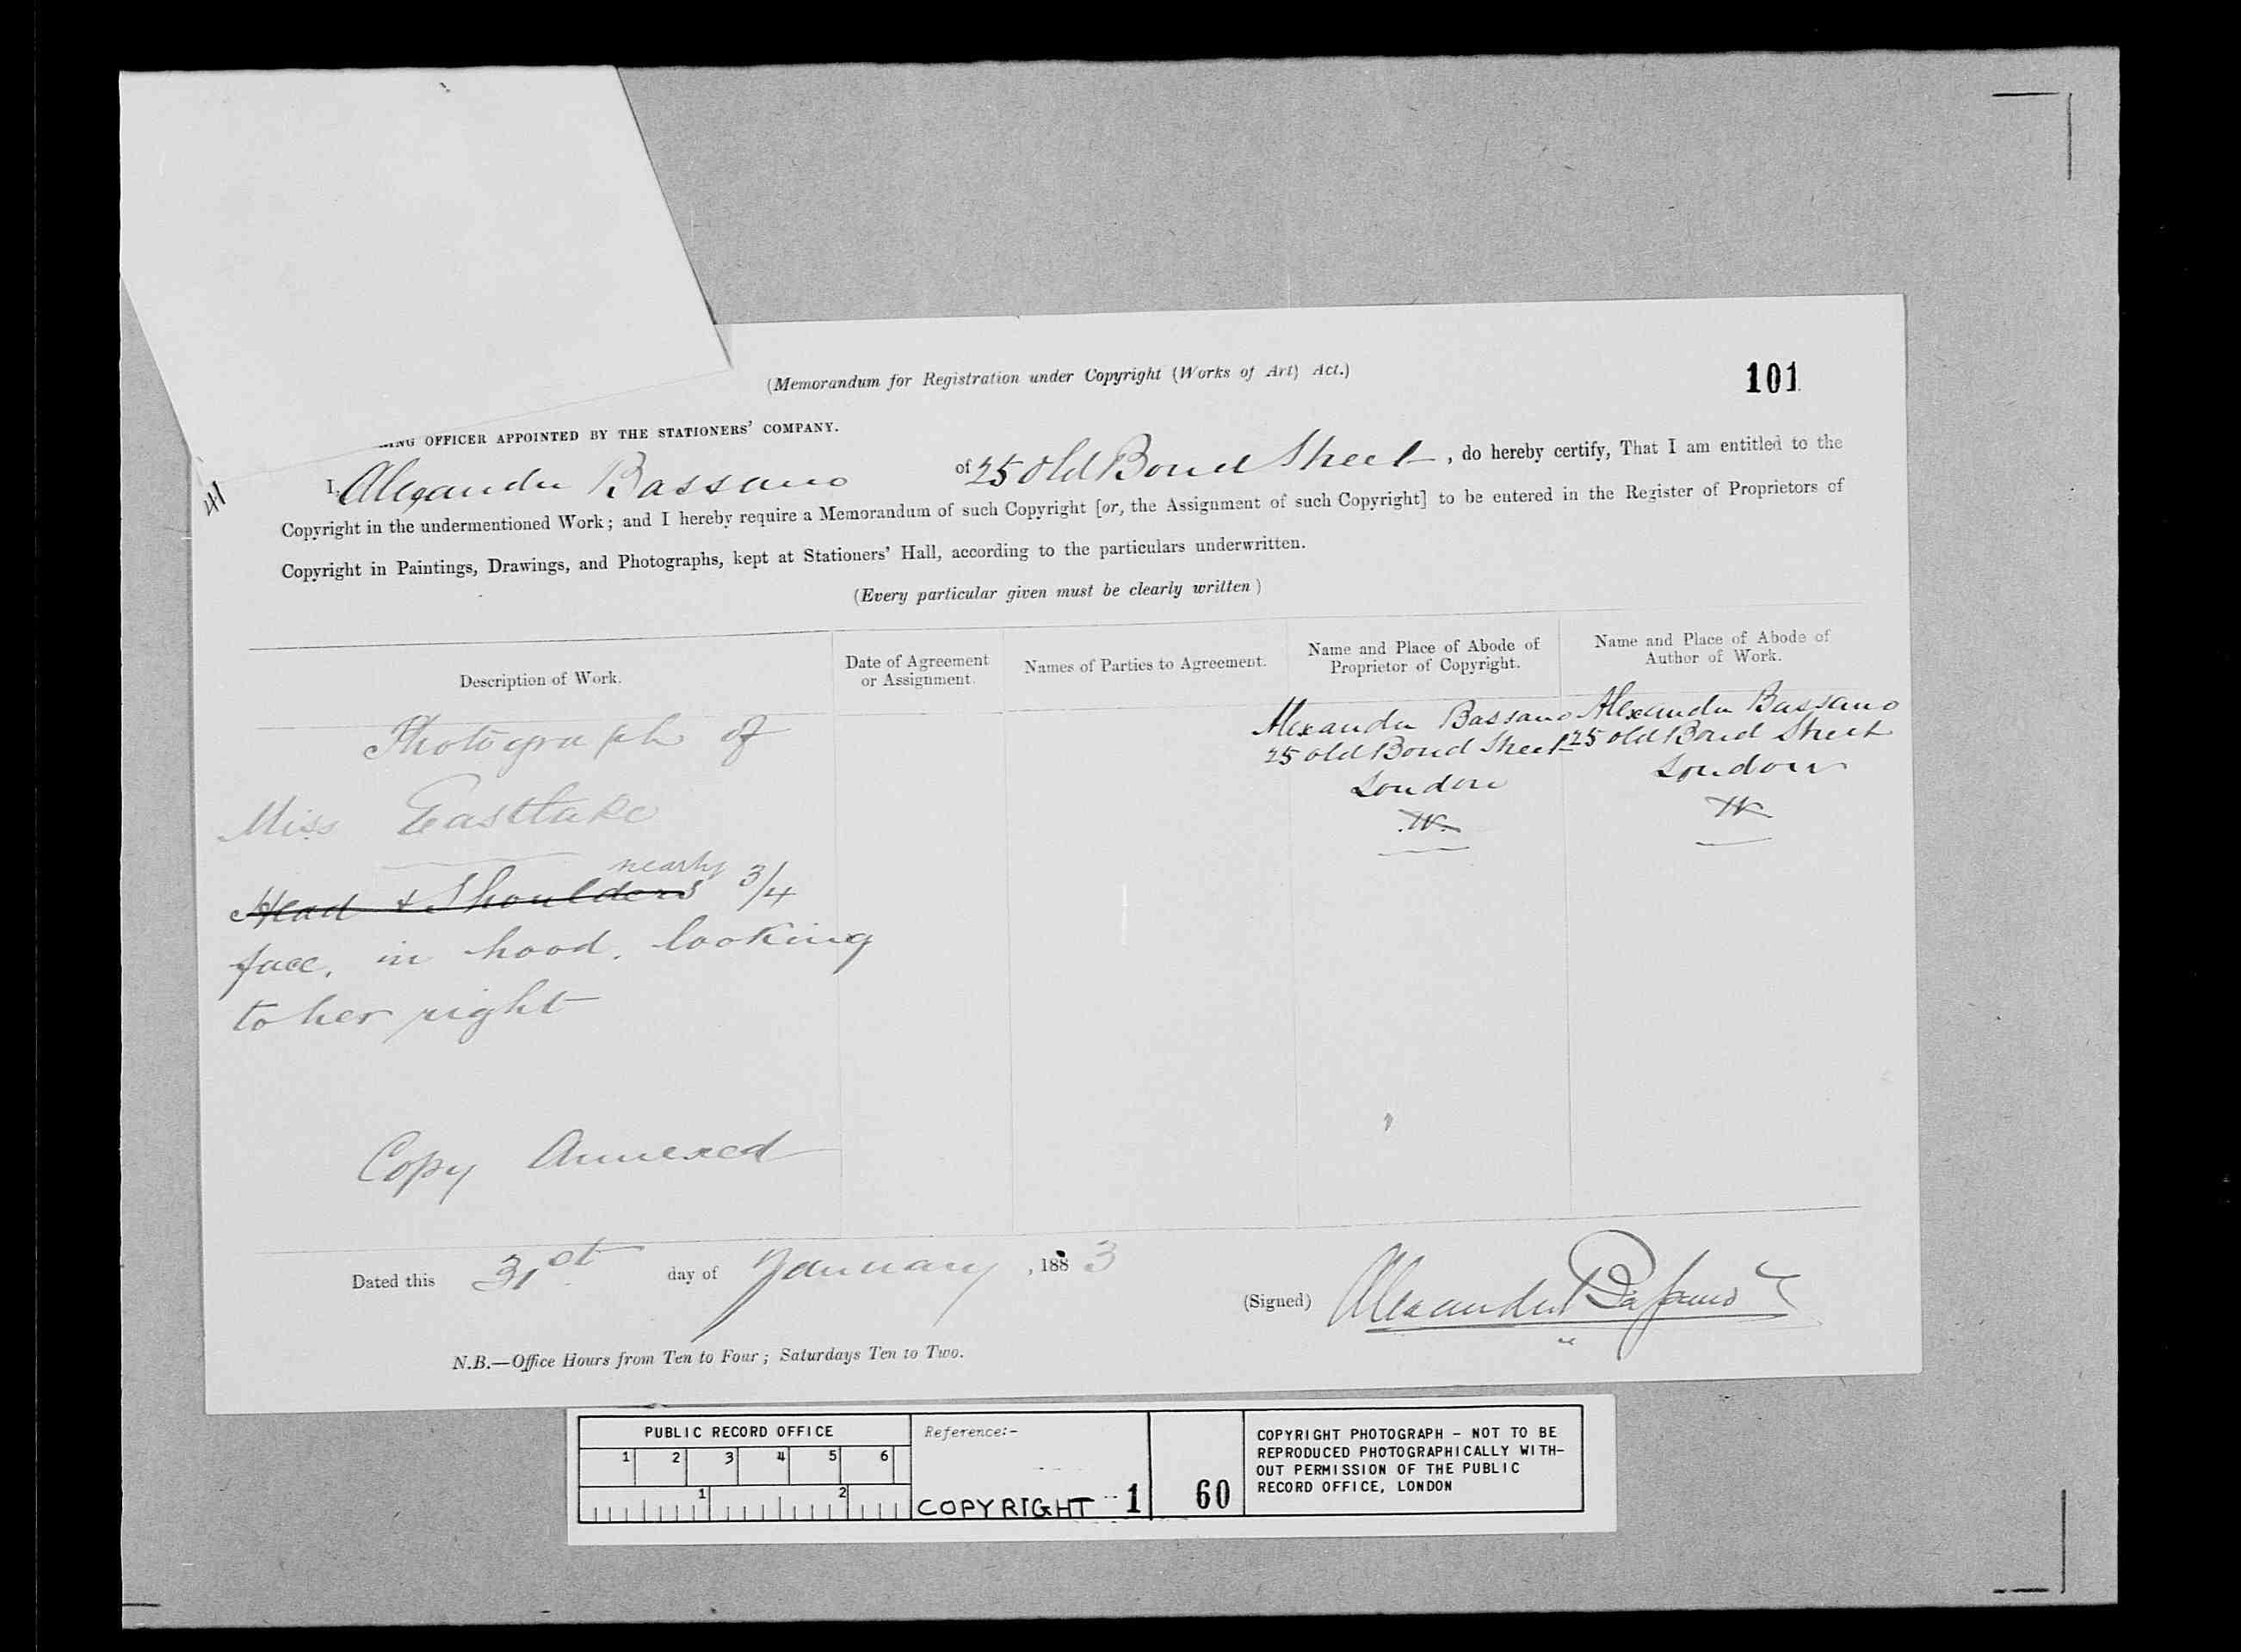 (Memorandum for Registration under Copyright (Works of Art) Act.)
101
OFFICER APPOINTED BY THE STATIONERS' COMPANY.
41
I, Alexander Bassano of 25 Old Bond Street, do hereby certify, That I am entitled to the
Copyright in the undermentioned Work; and I hereby require a Memorandum of such Copyright [or, the Assignment of such Copyright] to be entered in the Register of Proprietors of
Copyright in Paintings, Drawings, and Photographs, kept at Stationers' Hall, according to the particulars underwritten.
(Every particular given must be clearly written)
Description of Work.
Date of Agreement
or Assignment.
Names of Parties to Agreement.
Name and Place of Abode of
Proprietor of Copyright.
Name and Place of Abode of
Author of Work.
Photograph of
Miss Eastlake
Head & Shoulders nearly 3/4
face, in hood, looking
to her right
Copy Annexed
Alexander Bassano
25 Old Bond Street
London
W
Alexander Bassano
25 Old Bond Street
London
W
Dated this 31st day of January, 1883
(Signed) Alexander Bassano
N.B.—Office Hours from Ten to Four; Saturdays Ten to Two.
PUBLIC RECORD OFFICE
1 2 3 4 5 6
1 2
Reference:-
COPYRIGHT 1
60
COPYRIGHT PHOTOGRAPH - NOT TO BE
REPRODUCED PHOTOGRAPHICALLY WITH-
OUT PERMISSION OF THE PUBLIC
RECORD OFFICE, LONDON